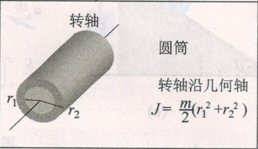 转轴
圆筒
r₁
r₂
转轴沿几何轴
J = m/2(r₁² + r₂²)